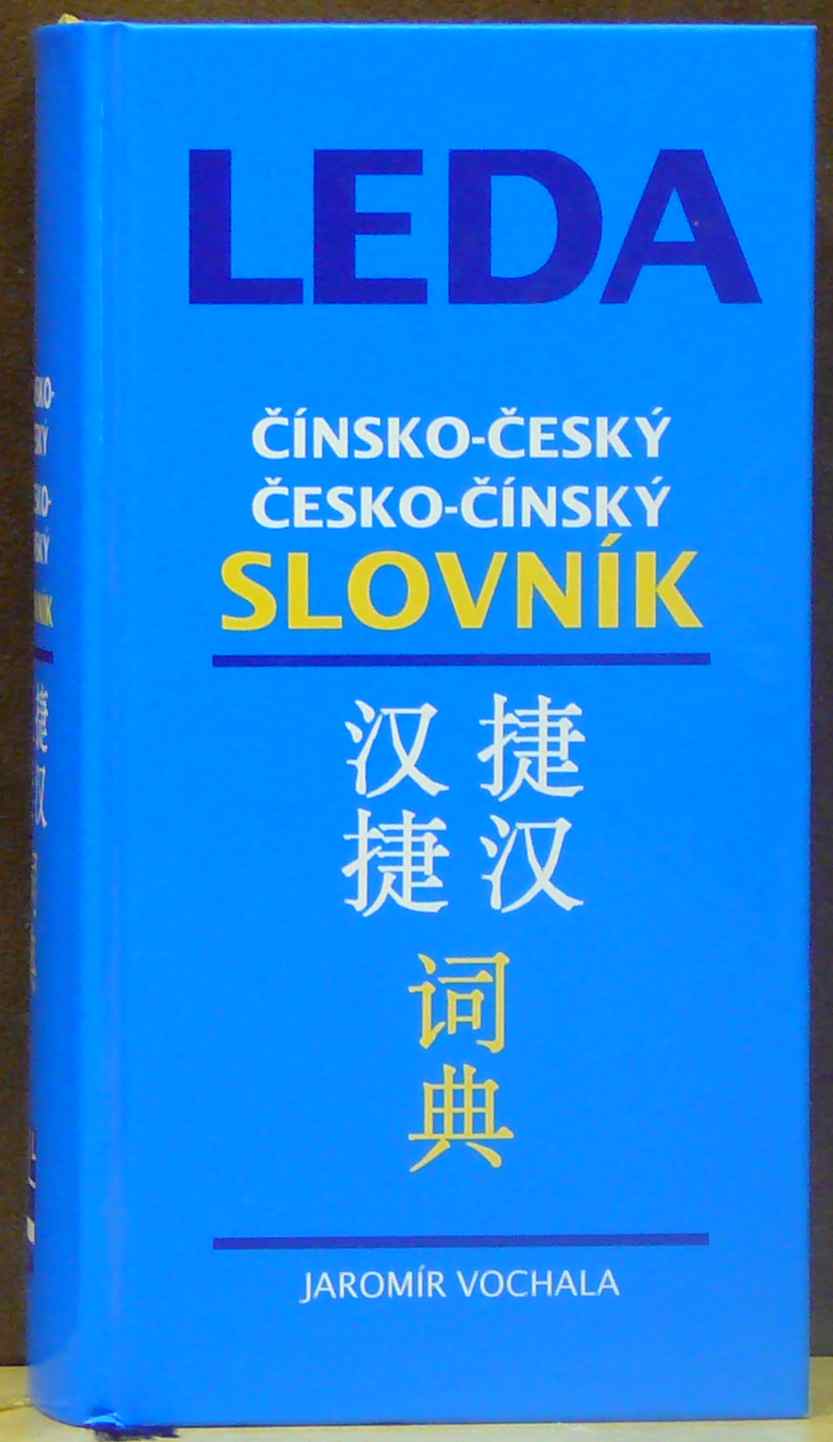 LEDA
ČÍNSKO-ČESKÝ
ČESKO-ČÍNSKÝ
SLOVNÍK
汉捷
捷汉
词
典
JAROMÍR VOCHALA